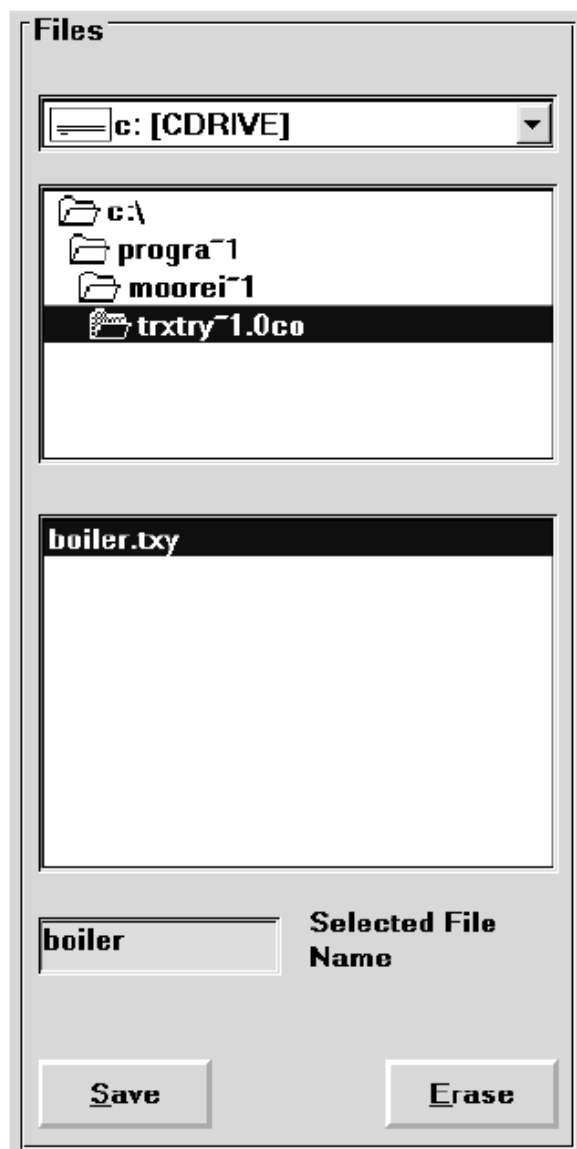 Files
c: [CDRIVE]
c:\
progra~1
moorei~1
trxtry~1.0co
boiler.txy
boiler
Selected File
Name
Save
Erase